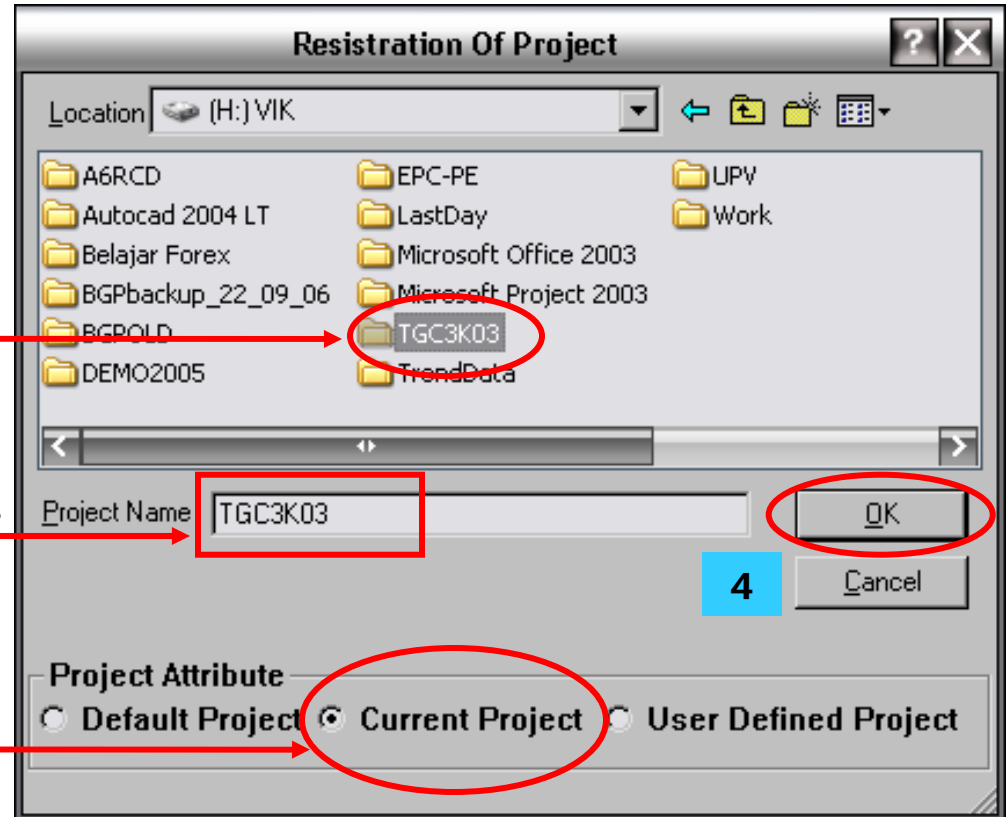 Resistration Of Project
Location (H:) VIK
A6RCD EPC-PE UPV
Autocad 2004 LT LastDay Work
Belajar Forex Microsoft Office 2003
BGPbackup_22_09_06 Microsoft Project 2003
BGPOLD TGC3K03
DEMO2005 TrendData
Project Name TGC3K03 OK
4 Cancel
Project Attribute
Default Project Current Project User Defined Project